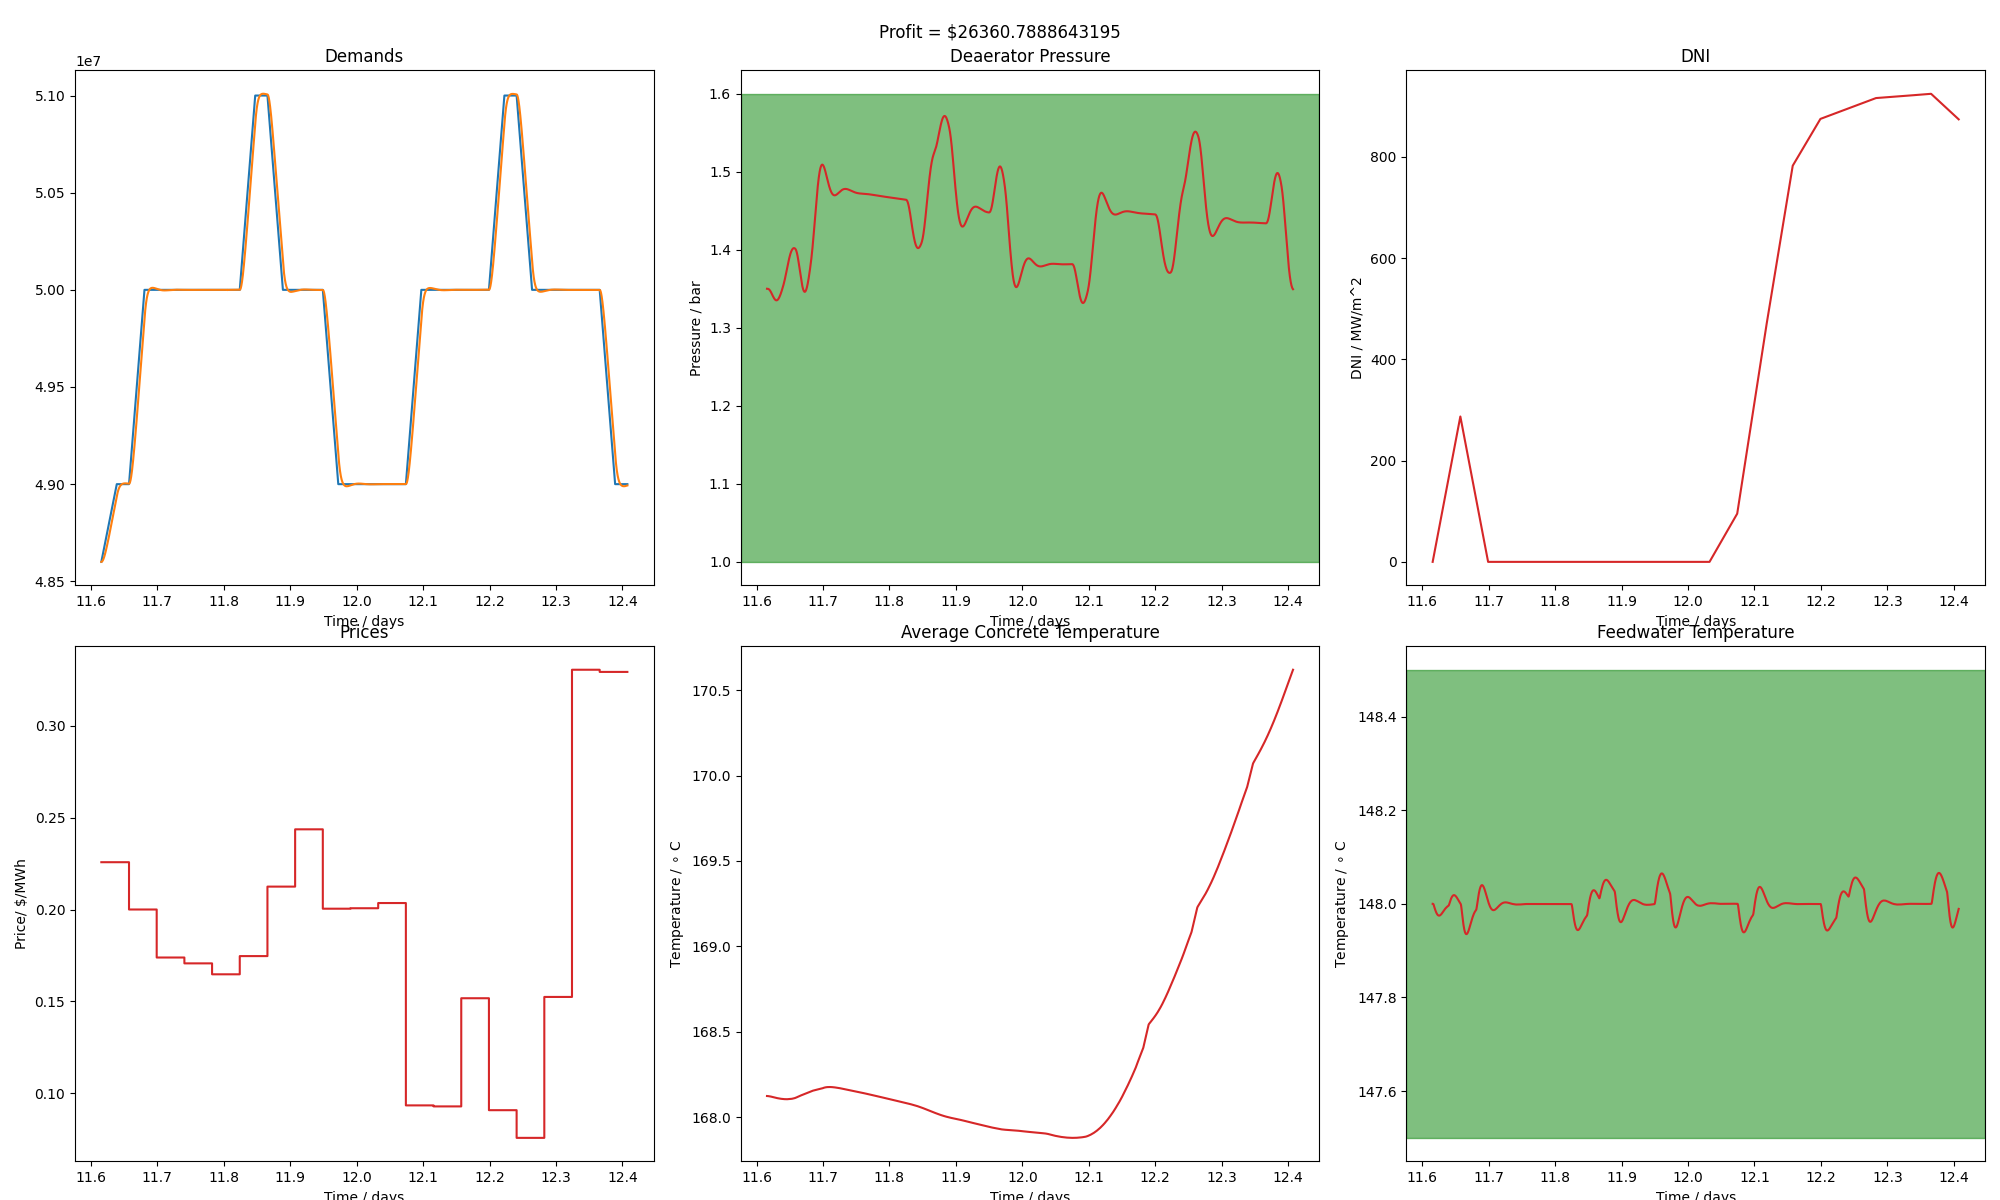 Profit = $26360.7888643195
Demands
1e7
5.10
5.05
5.00
4.95
4.90
4.85
11.6 11.7 11.8 11.9 12.0 12.1 12.2 12.3 12.4
Time / days
Deaerator Pressure
Pressure / bar
1.6
1.5
1.4
1.3
1.2
1.1
1.0
11.6 11.7 11.8 11.9 12.0 12.1 12.2 12.3 12.4
Time / days
DNI
DNI / MW/m^2
800
600
400
200
0
11.6 11.7 11.8 11.9 12.0 12.1 12.2 12.3 12.4
Time / days
Prices
Price/ $/MWh
0.30
0.25
0.20
0.15
0.10
11.6 11.7 11.8 11.9 12.0 12.1 12.2 12.3 12.4
Time / days
Average Concrete Temperature
Temperature / ∘ C
170.5
170.0
169.5
169.0
168.5
168.0
11.6 11.7 11.8 11.9 12.0 12.1 12.2 12.3 12.4
Time / days
Feedwater Temperature
Temperature / ∘ C
148.4
148.2
148.0
147.8
147.6
11.6 11.7 11.8 11.9 12.0 12.1 12.2 12.3 12.4
Time / days